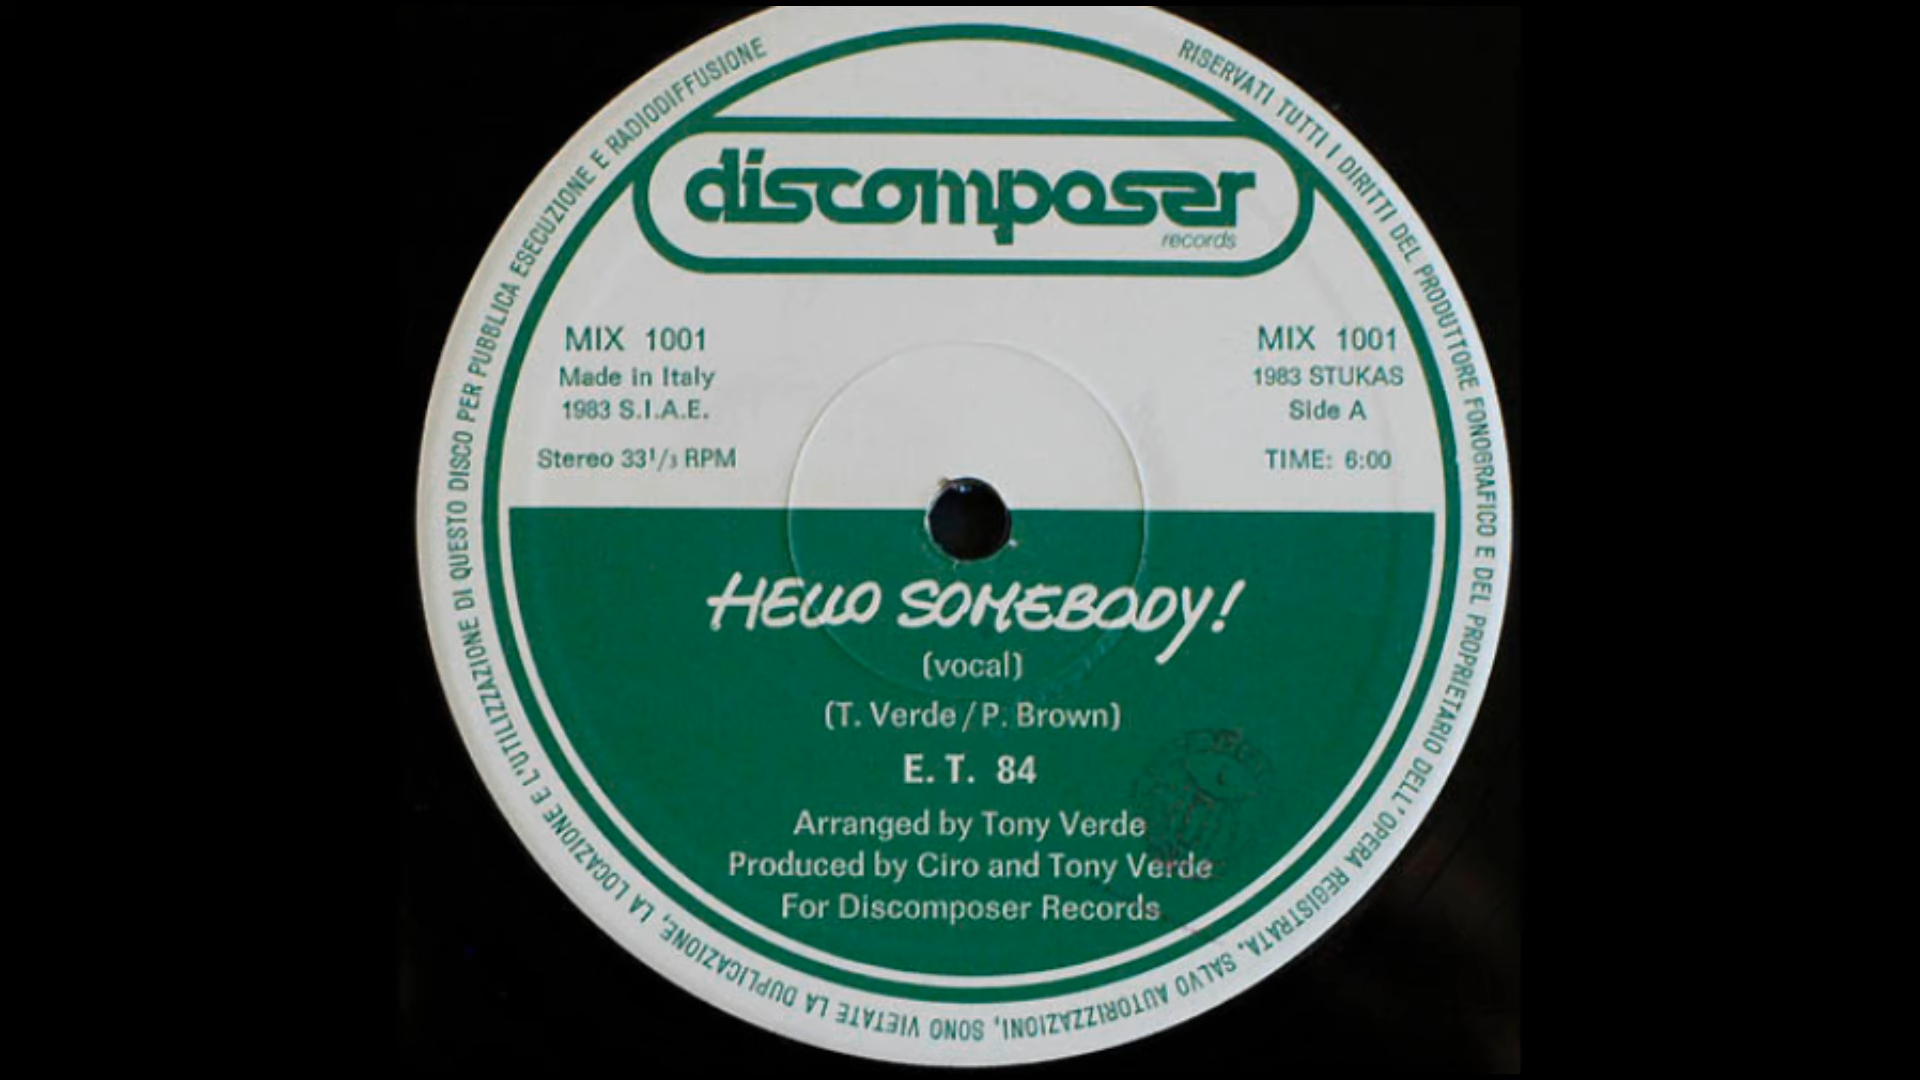 RISERVATI TUTTI I DIRITTI DEL PRODUTTORE FONOGRAFICO E DEL PROPRIETARIO DELL'OPERA REGISTRATA. SALVO AUTORIZZAZIONI, SONO VIETATE LA DUPLICAZIONE, LA LOCAZIONE E L'UTILIZZAZIONE DI QUESTO DISCO PER PUBBLICA ESECUZIONE E RADIODIFFUSIONE
discomposer
records
MIX 1001
Made in Italy
1983 S.I.A.E.
Stereo 33¹/₃ RPM
MIX 1001
1983 STUKAS
Side A
TIME: 6:00
HELLO SOMEBODY!
(vocal)
(T. Verde / P. Brown)
E. T. 84
Arranged by Tony Verde
Produced by Ciro and Tony Verde
For Discomposer Records